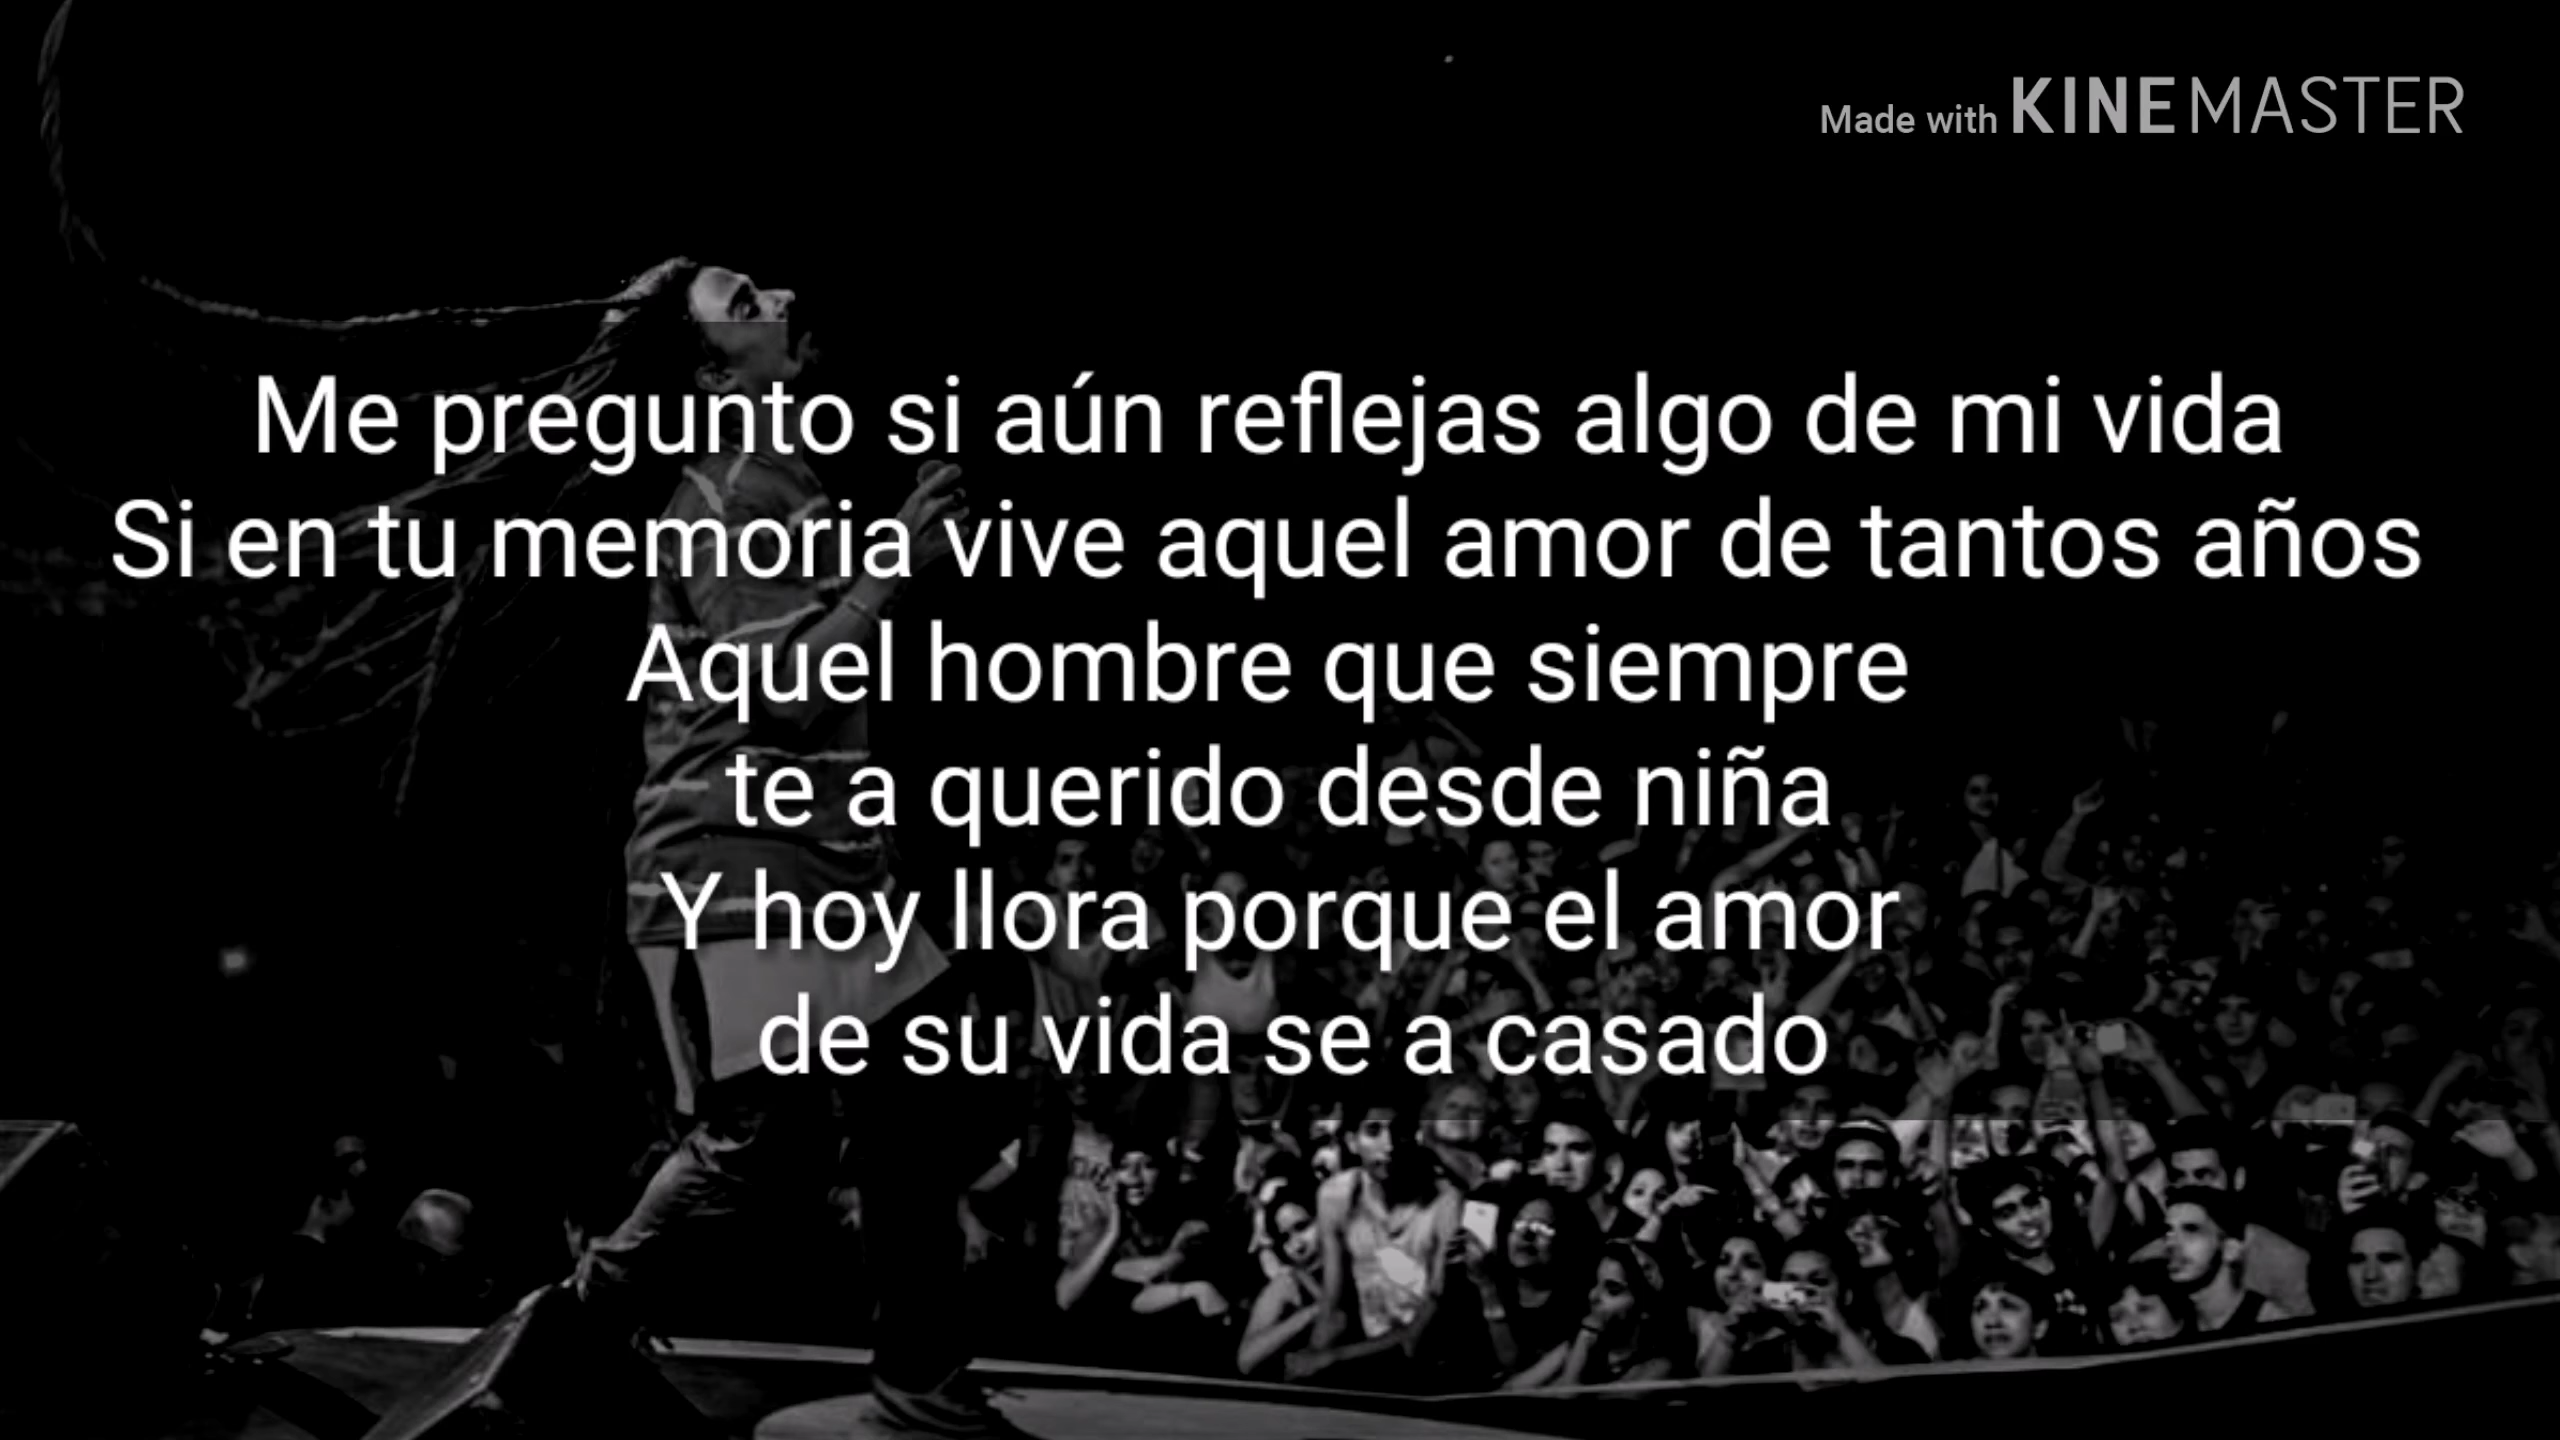 Made with KINEMASTER
Me pregunto si aún reflejas algo de mi vida
Si en tu memoria vive aquel amor de tantos años
Aquel hombre que siempre
te a querido desde niña
Y hoy llora porque el amor
de su vida se a casado